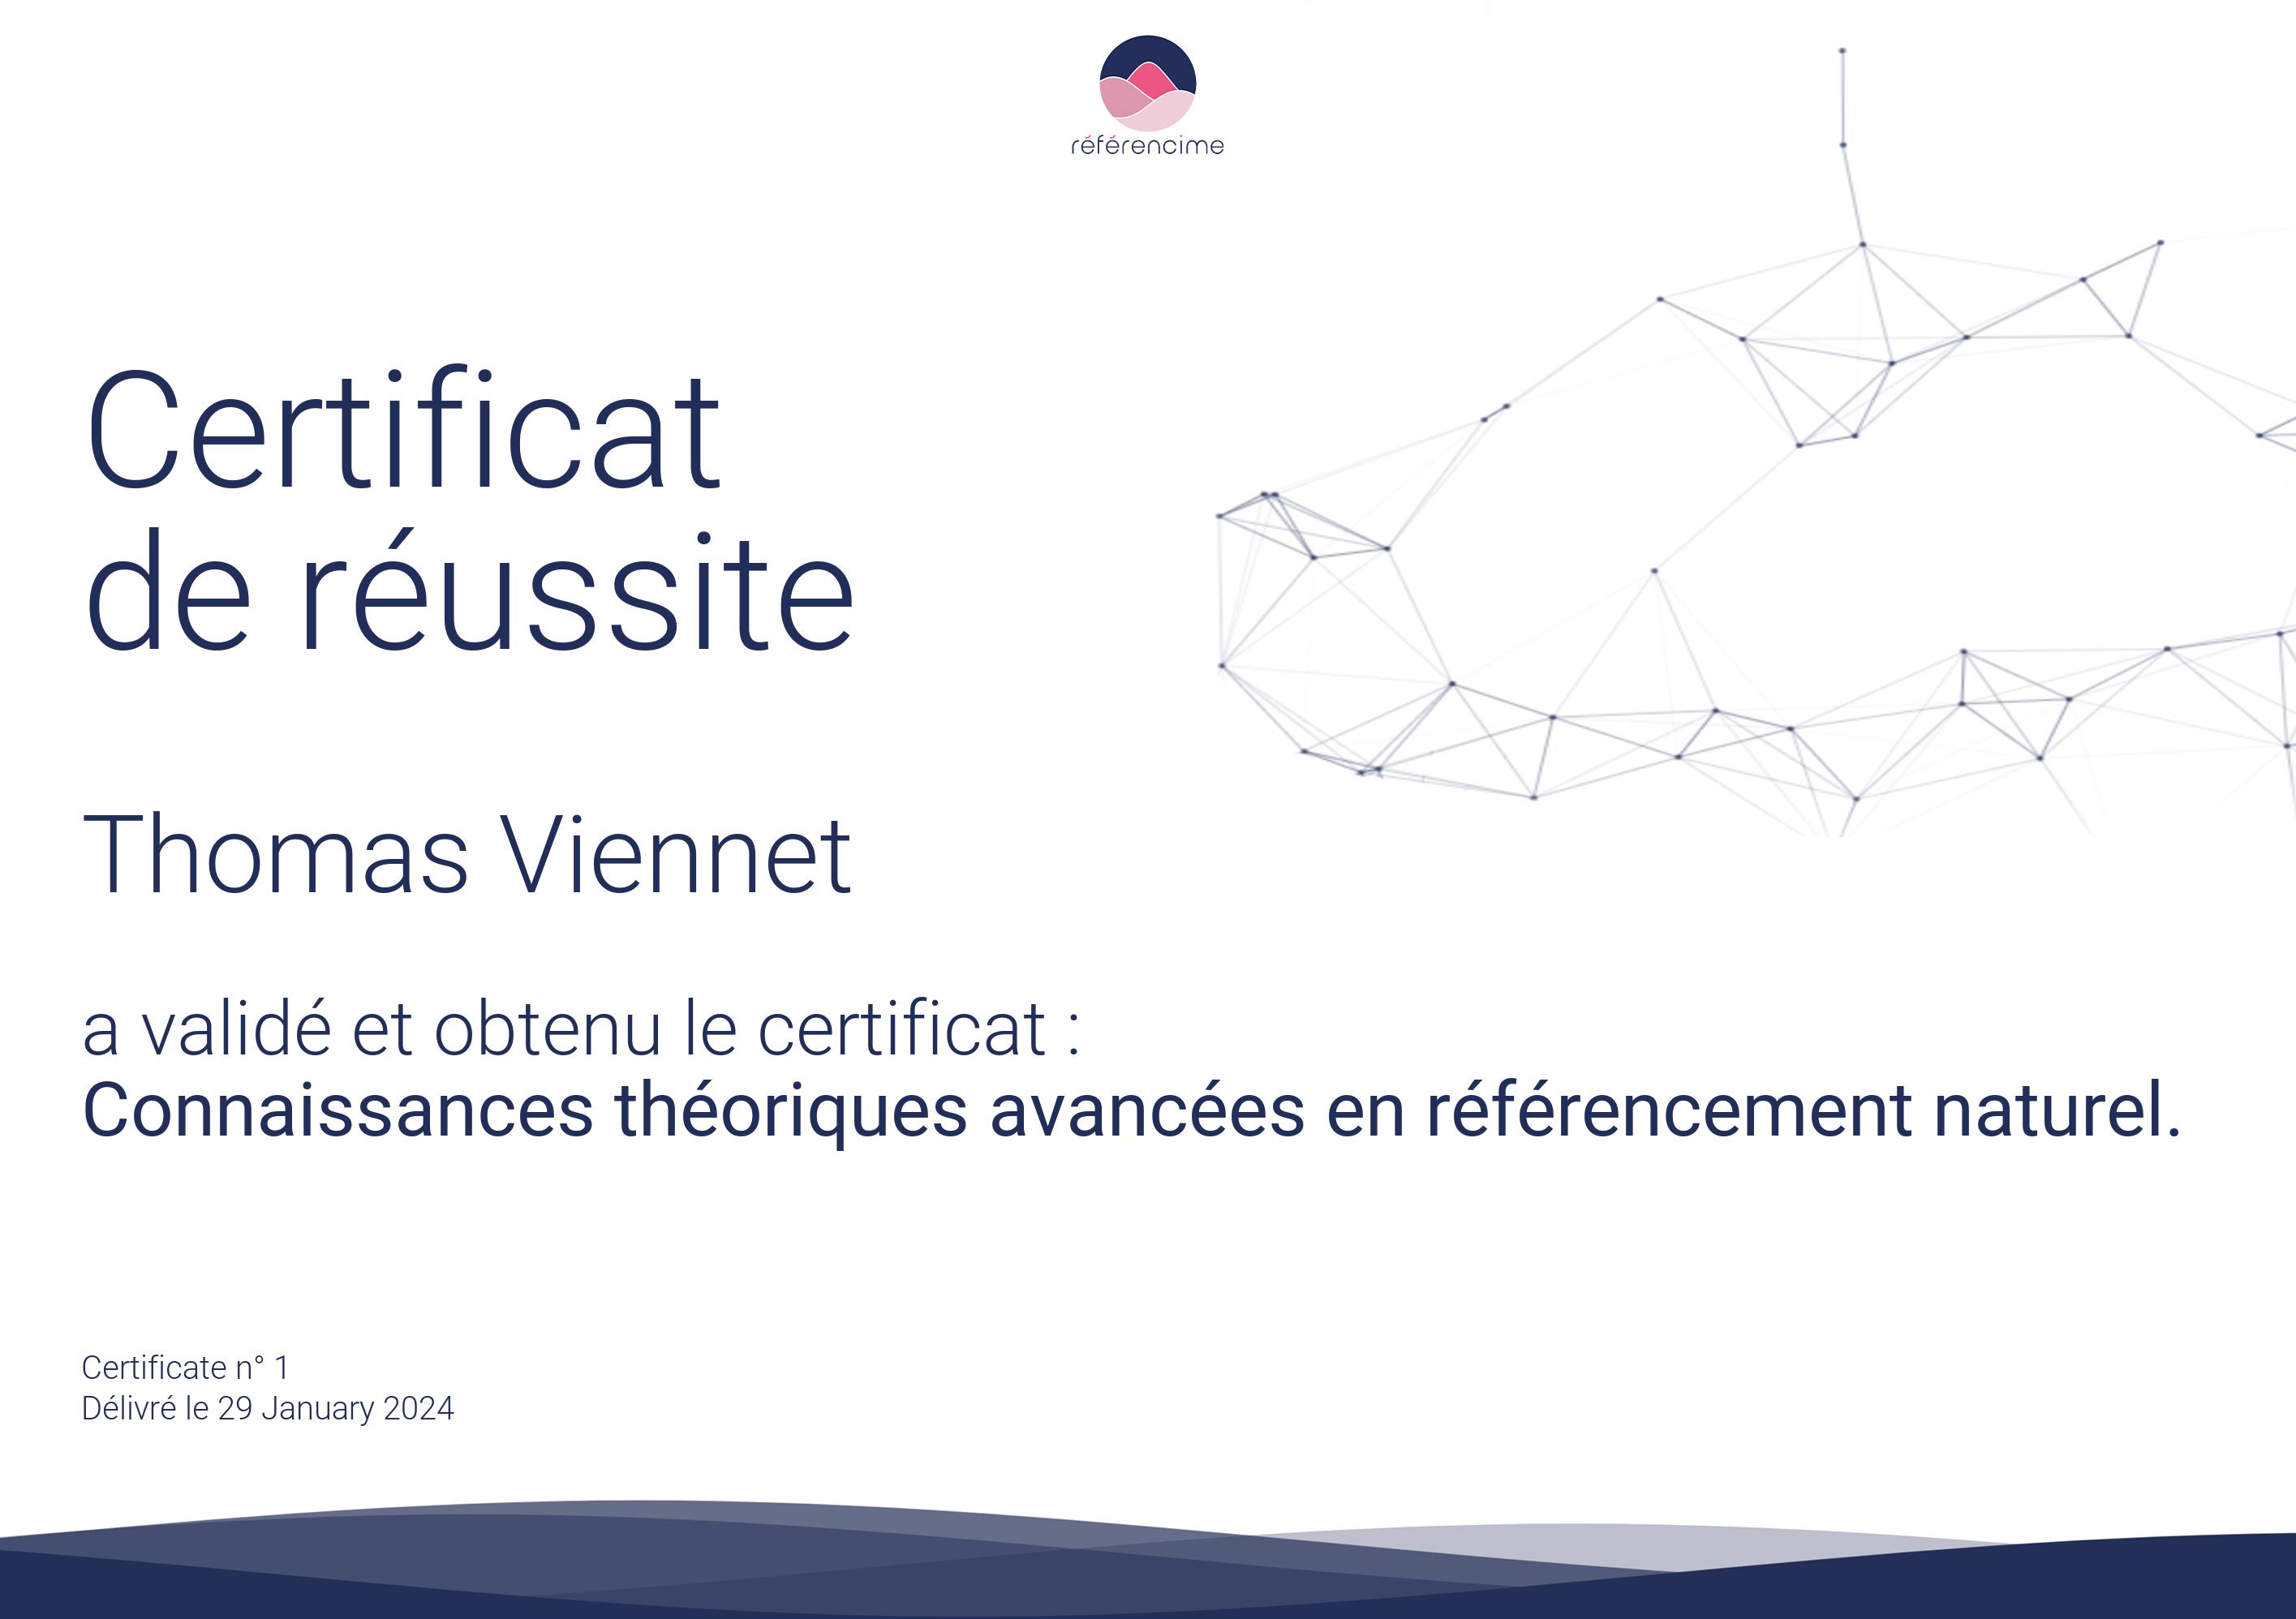 référencime
Certificat
de réussite
Thomas Viennet
a validé et obtenu le certificat :
Connaissances théoriques avancées en référencement naturel.
Certificate n° 1
Délivré le 29 January 2024